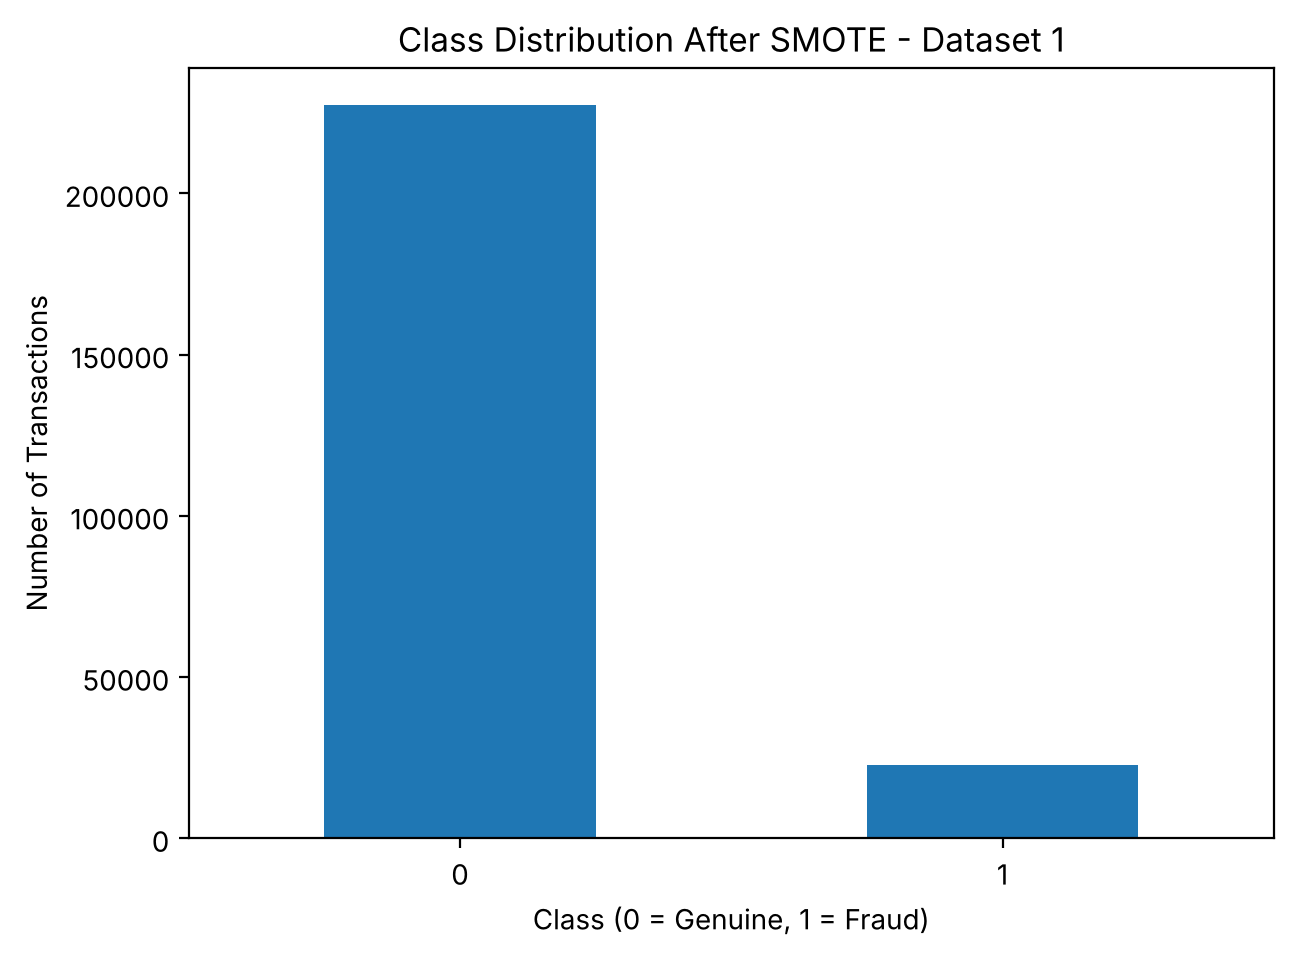 Class Distribution After SMOTE - Dataset 1
Number of Transactions
200000
150000
100000
50000
0
0 1
Class (0 = Genuine, 1 = Fraud)